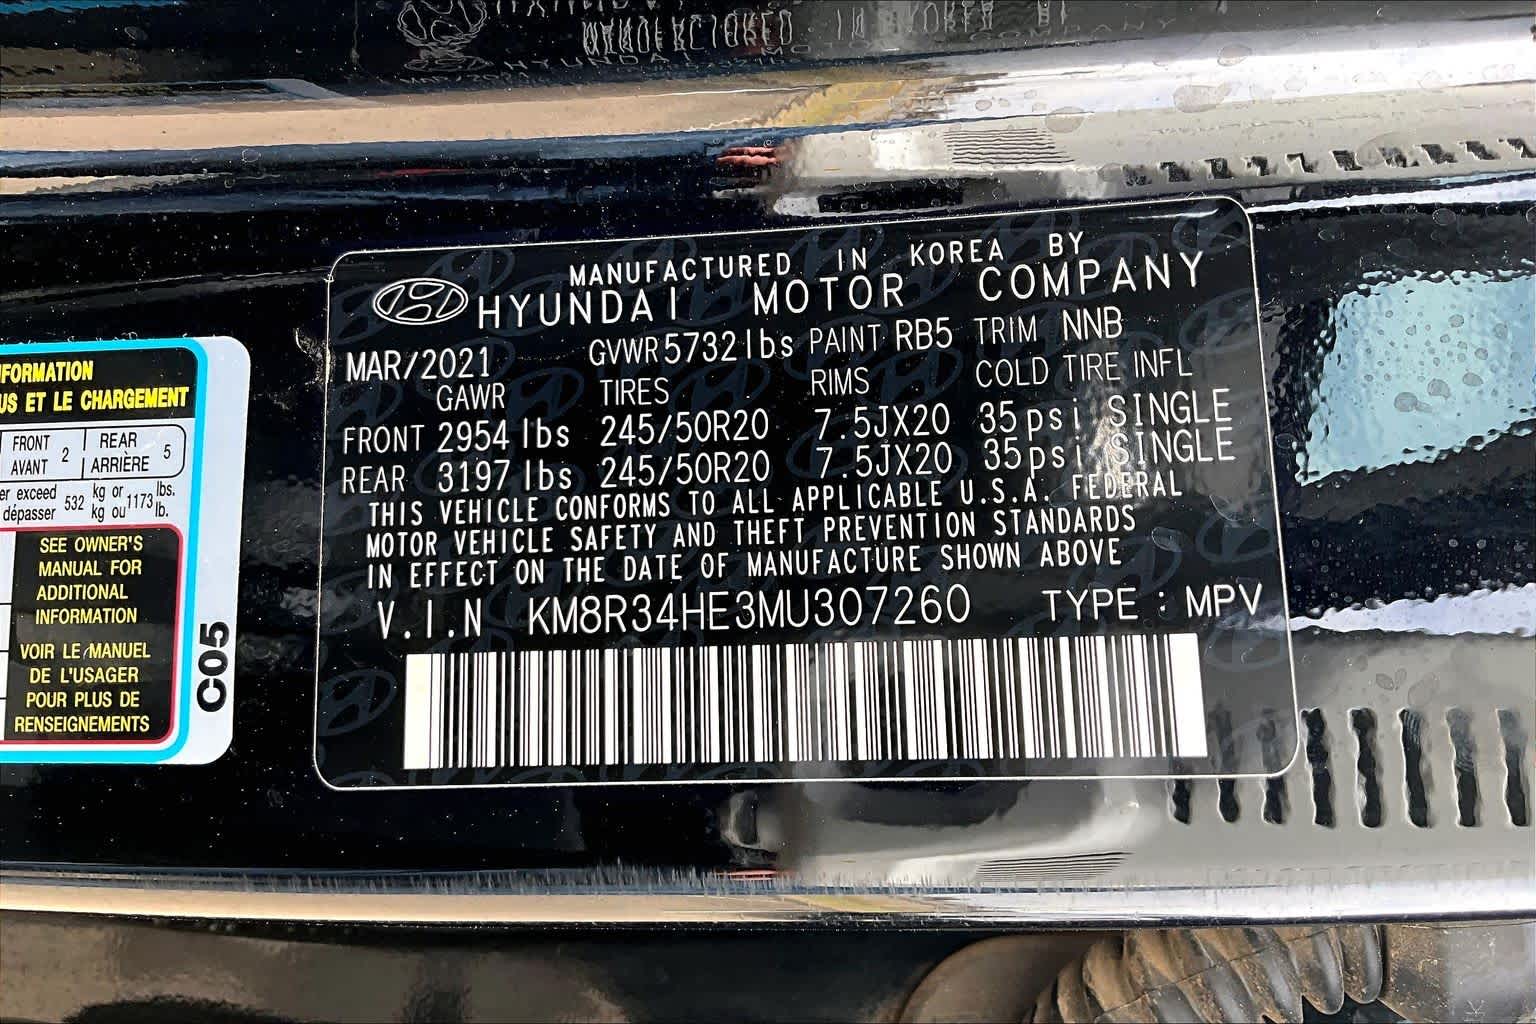 MANUFACTURED IN KOREA BY
HYUNDAI MOTOR COMPANY
MAR/2021 GVWR 5732 lbs PAINT RB5 TRIM NNB
GAWR TIRES RIMS COLD TIRE INFL
FRONT 2954 lbs 245/50R20 7.5JX20 35psi SINGLE
REAR 3197 lbs 245/50R20 7.5JX20 35psi SINGLE
THIS VEHICLE CONFORMS TO ALL APPLICABLE U.S.A. FEDERAL
MOTOR VEHICLE SAFETY AND THEFT PREVENTION STANDARDS
IN EFFECT ON THE DATE OF MANUFACTURE SHOWN ABOVE
V.I.N KM8R34HE3MU307260 TYPE : MPV
ET LE CHARGEMENT
FRONT
AVANT 2 REAR
ARRIÈRE 5
exceed
dépasser 532 kg or
kg ou 1173 lbs.
lb.
SEE OWNER'S
MANUAL FOR
ADDITIONAL
INFORMATION
VOIR LE MANUEL
DE L'USAGER
POUR PLUS DE
RENSEIGNEMENTS
C05